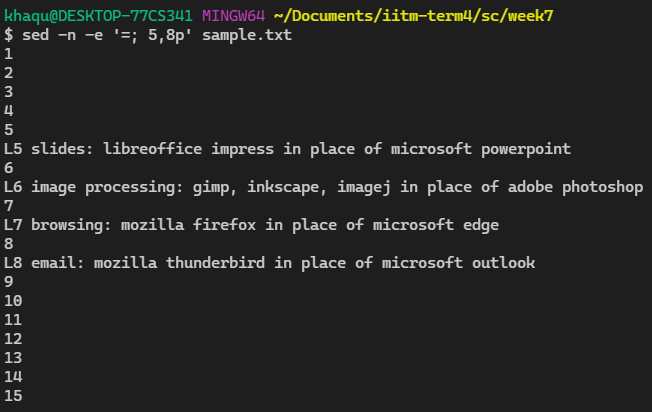 khaqu@DESKTOP-77CS341 MINGW64 ~/Documents/iitm-term4/sc/week7
$ sed -n -e '=; 5,8p' sample.txt
1
2
3
4
5
L5 slides: libreoffice impress in place of microsoft powerpoint
6
L6 image processing: gimp, inkscape, imagej in place of adobe photoshop
7
L7 browsing: mozilla firefox in place of microsoft edge
8
L8 email: mozilla thunderbird in place of microsoft outlook
9
10
11
12
13
14
15